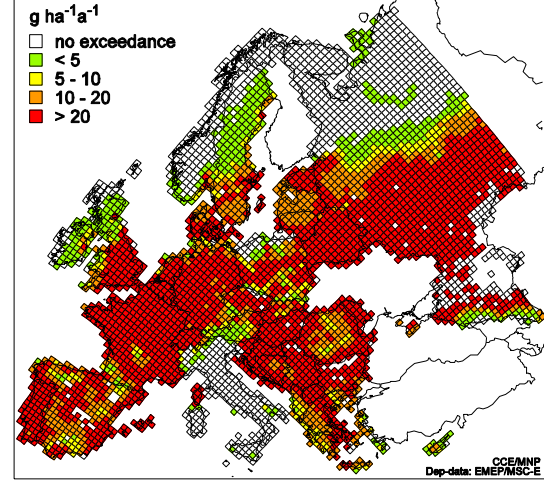 g ha⁻¹a⁻¹
no exceedance
< 5
5 - 10
10 - 20
> 20
CCE/MNP
Dep-data: EMEP/MSC-E